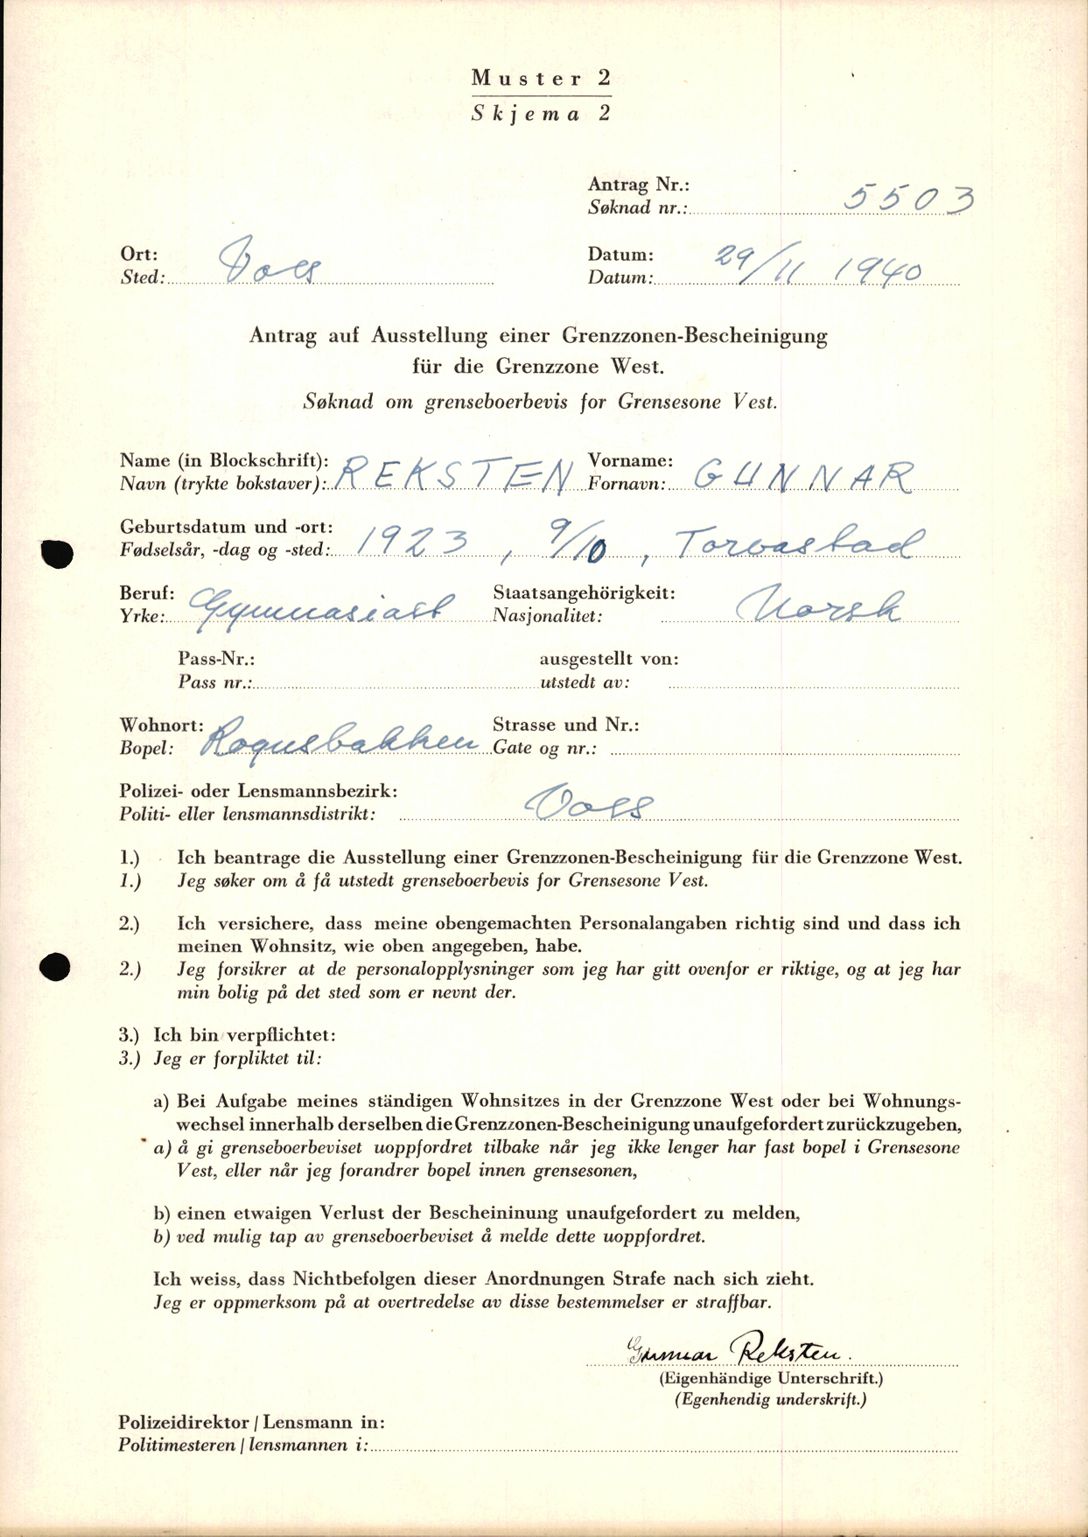 Muster 2
Skjema 2
Antrag Nr.:
Søknad nr.: 5503
Ort:
Sted: Voss
Datum:
Datum: 29/11 1940
Antrag auf Ausstellung einer Grenzzonen-Bescheinigung
für die Grenzzone West.
Søknad om grenseboerbevis for Grensesone Vest.
Name (in Blockschrift): Vorname:
Navn (trykte bokstaver): REKSTEN Fornavn: GUNNAR
Geburtsdatum und -ort:
Fødselsår, -dag og -sted: 1923, 9/10, Torvastad
Beruf: Staatsangehörigkeit:
Yrke: Gymnasiast Nasjonalitet: Norsk
Pass-Nr.: ausgestellt von:
Pass nr.: utstedt av:
Wohnort: Strasse und Nr.:
Bopel: Rognsbakken Gate og nr.:
Polizei- oder Lensmannsbezirk:
Politi- eller lensmannsdistrikt: Voss
1.) Ich beantrage die Ausstellung einer Grenzzonen-Bescheinigung für die Grenzzone West.
1.) Jeg søker om å få utstedt grenseboerbevis for Grensesone Vest.
2.) Ich versichere, dass meine obengemachten Personalangaben richtig sind und dass ich
meinen Wohnsitz, wie oben angegeben, habe.
2.) Jeg forsikrer at de personalopplysninger som jeg har gitt ovenfor er riktige, og at jeg har
min bolig på det sted som er nevnt der.
3.) Ich bin verpflichtet:
3.) Jeg er forpliktet til:
a) Bei Aufgabe meines ständigen Wohnsitzes in der Grenzzone West oder bei Wohnungs-
wechsel innerhalb derselben die Grenzzonen-Bescheinigung unaufgefordert zurückzugeben,
a) å gi grenseboerbeviset uoppfordret tilbake når jeg ikke lenger har fast bopel i Grensesone
Vest, eller når jeg forandrer bopel innen grensesonen,
b) einen etwaigen Verlust der Bescheininung unaufgefordert zu melden,
b) ved mulig tap av grenseboerbeviset å melde dette uoppfordret.
Ich weiss, dass Nichtbefolgen dieser Anordnungen Strafe nach sich zieht.
Jeg er oppmerksom på at overtredelse av disse bestemmelser er straffbar.
Gunnar Reksten.
(Eigenhändige Unterschrift.)
(Egenhendig underskrift.)
Polizeidirektor / Lensmann in:
Politimesteren / lensmannen i: